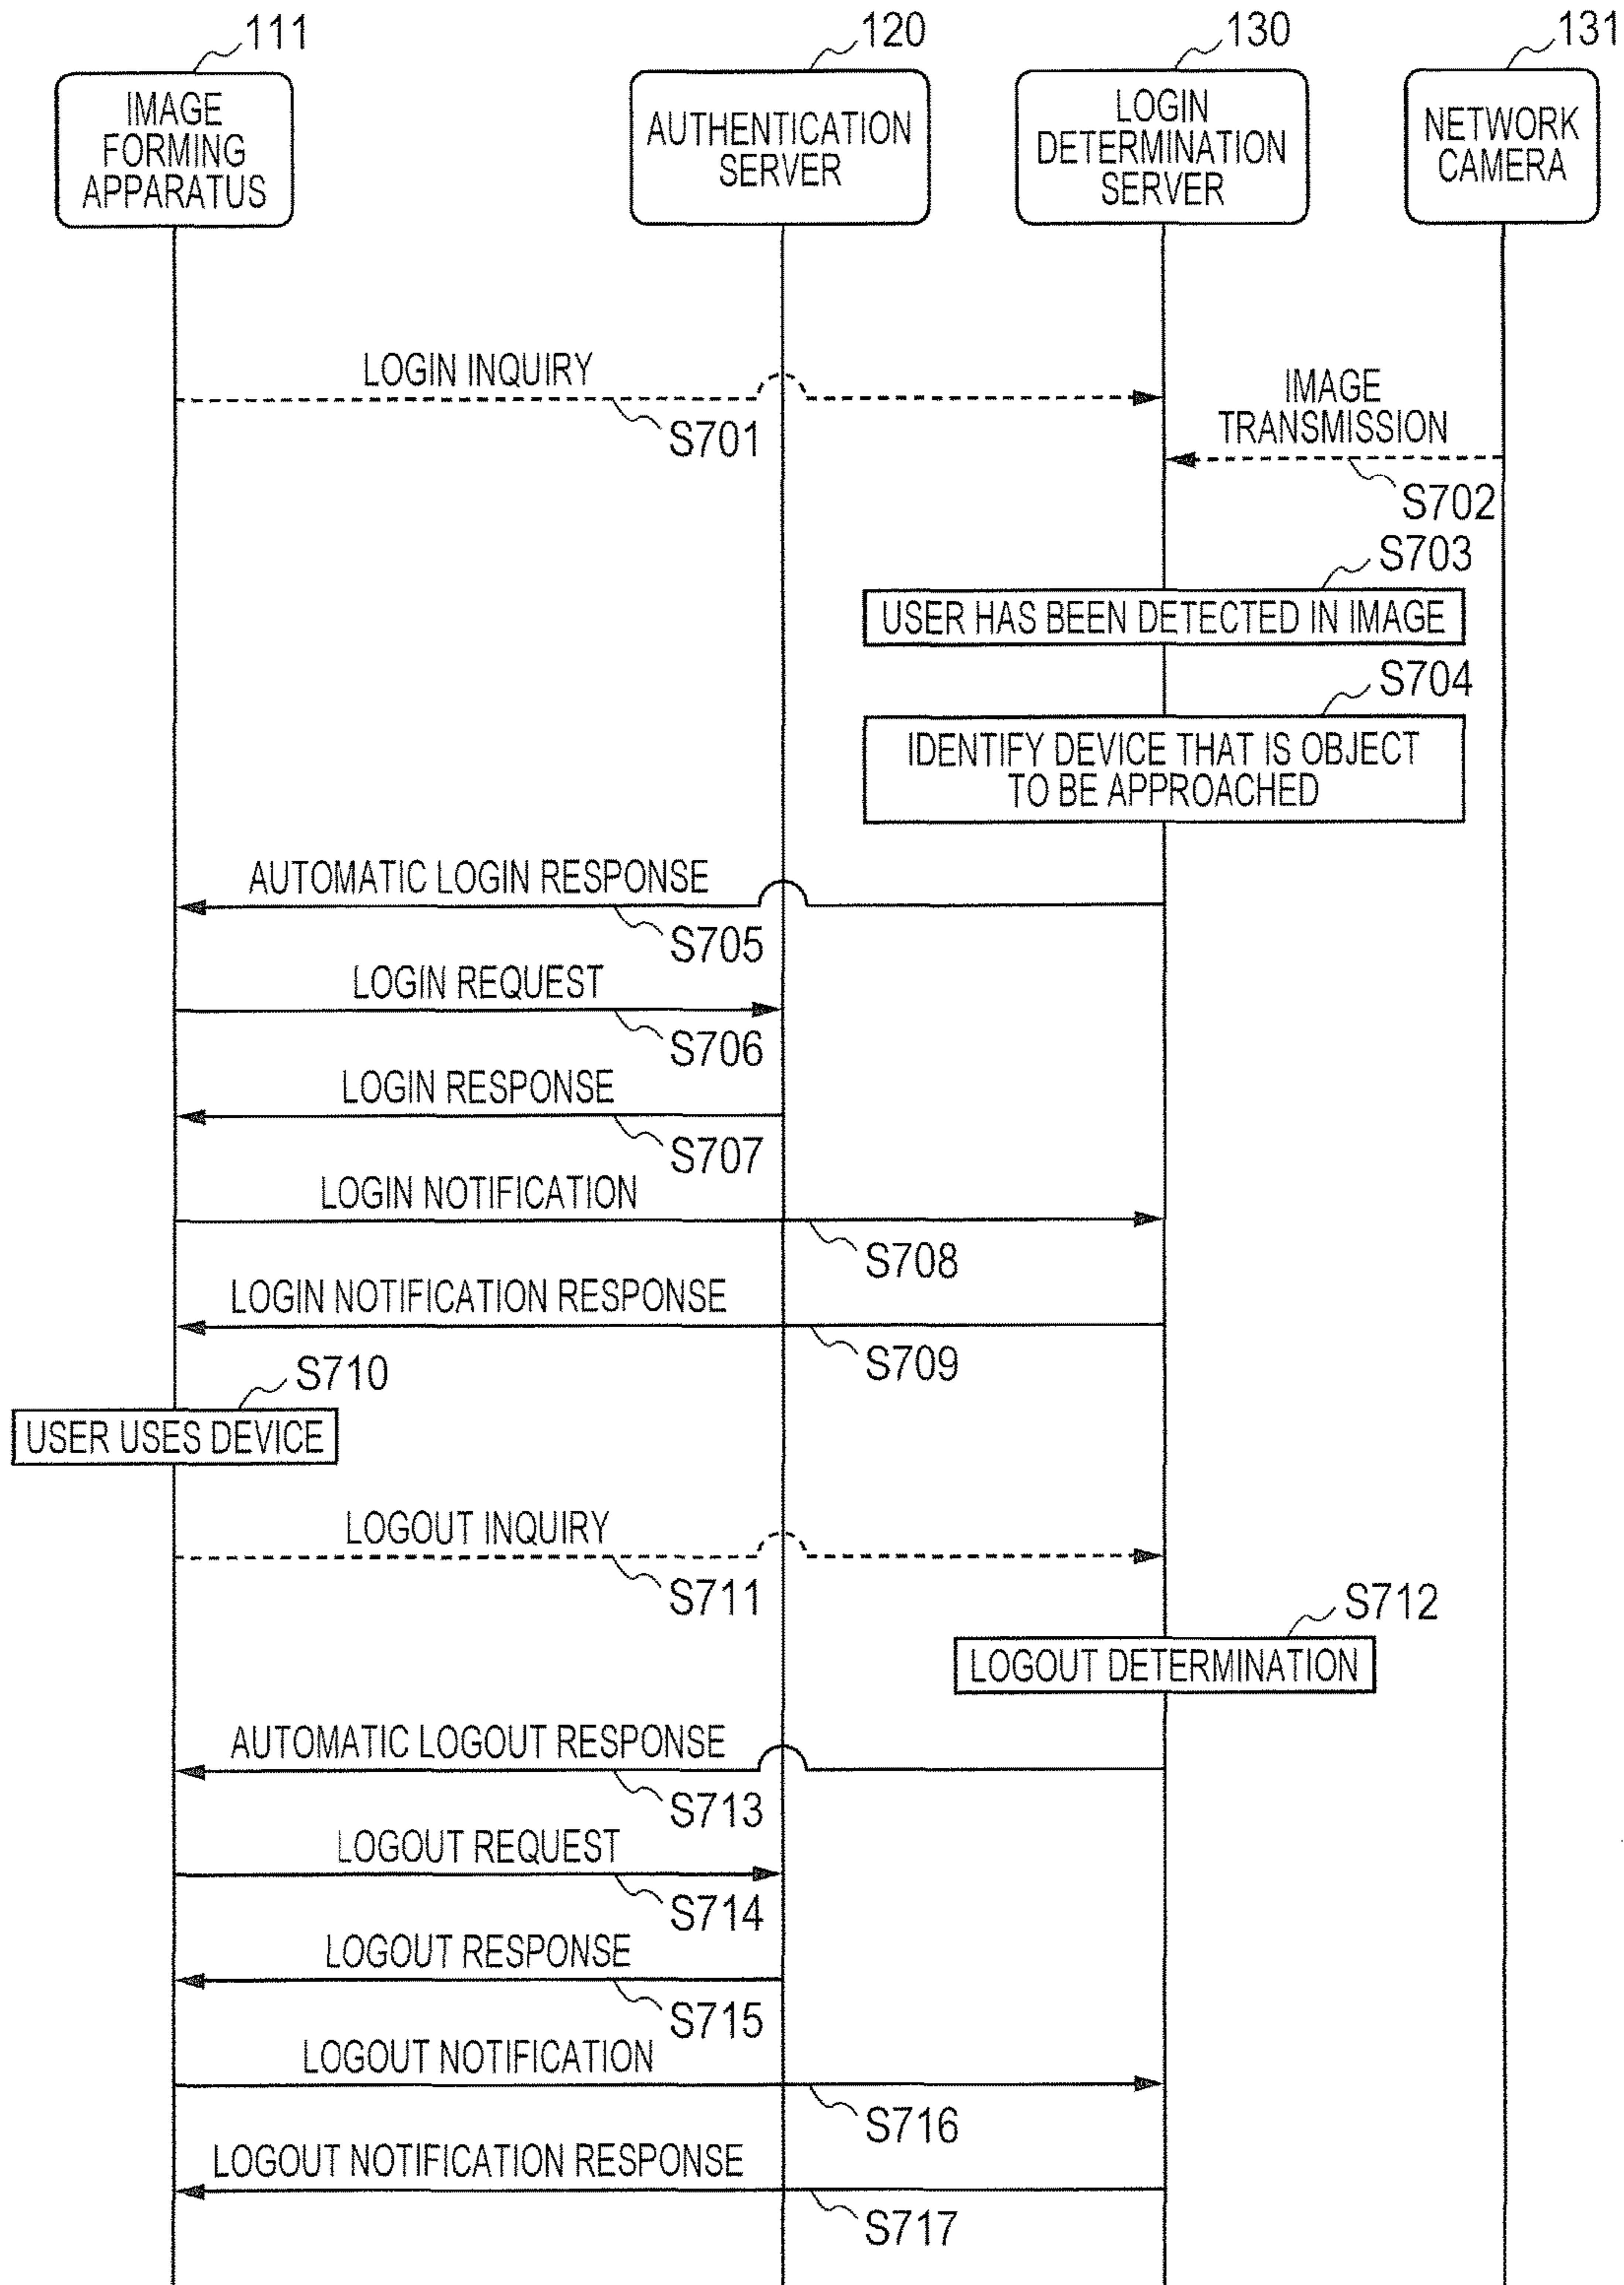 111
120
130
131
IMAGE
FORMING
APPARATUS
AUTHENTICATION
SERVER
LOGIN
DETERMINATION
SERVER
NETWORK
CAMERA
LOGIN INQUIRY
S701
IMAGE
TRANSMISSION
S702
S703
USER HAS BEEN DETECTED IN IMAGE
S704
IDENTIFY DEVICE THAT IS OBJECT
TO BE APPROACHED
AUTOMATIC LOGIN RESPONSE
S705
LOGIN REQUEST
S706
LOGIN RESPONSE
S707
LOGIN NOTIFICATION
S708
LOGIN NOTIFICATION RESPONSE
S709
S710
USER USES DEVICE
LOGOUT INQUIRY
S711
S712
LOGOUT DETERMINATION
AUTOMATIC LOGOUT RESPONSE
S713
LOGOUT REQUEST
S714
LOGOUT RESPONSE
S715
LOGOUT NOTIFICATION
S716
LOGOUT NOTIFICATION RESPONSE
S717